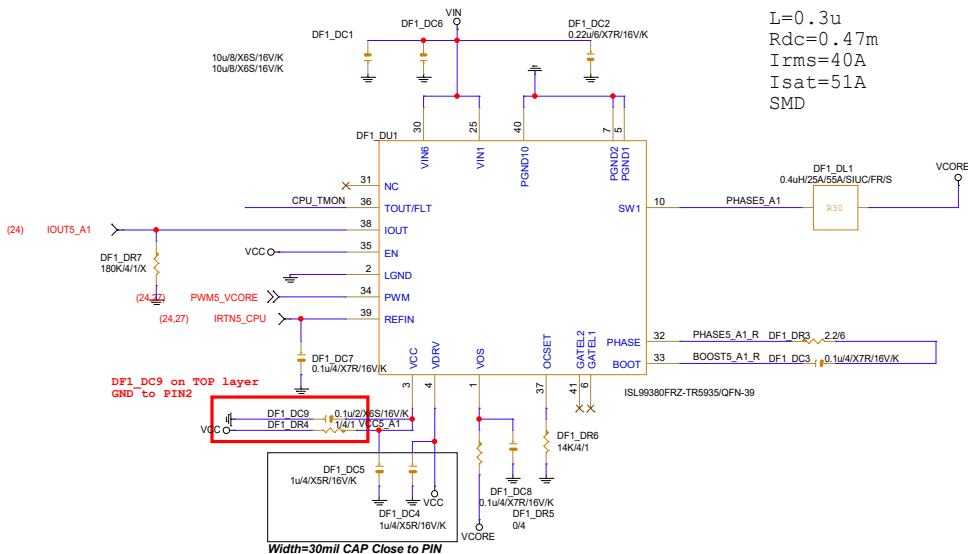 VIN
DF1_DC1
DF1_DC6
DF1_DC2
0.22u/6/X7R/16V/K
10u/8/X6S/16V/K
10u/8/X6S/16V/K
L=0.3u
Rdc=0.47m
Irms=40A
Isat=51A
SMD
DF1_DU1
30
25
40
7
5
VIN6
VIN1
PGND10
PGND2
PGND1
31
NC
CPU_TMON
36
TOUT/FLT
SW1
10
PHASE5_A1
DF1_DL1
0.4uH/25A/55A/SIUC/FR/S
R30
VCORE
(24)
IOUT5_A1
38
IOUT
DF1_DR7
180K/4/1/X
VCC
35
EN
2
LGND
(24,27)
PWM5_VCORE
34
PWM
(24,27)
IRTN5_CPU
39
REFIN
DF1_DC7
0.1u/4/X7R/16V/K
VCC
VDRV
VOS
OCSET
GATEL2
GATEL1
3
4
1
37
41
6
PHASE
32
PHASE5_A1_R
DF1_DR3
2.2/6
BOOT
33
BOOST5_A1_R
DF1_DC3
0.1u/4/X7R/16V/K
ISL99380FRZ-TR5935/QFN-39
DF1_DC9 on TOP layer
GND to PIN2
DF1_DC9
0.1u/2/X6S/16V/K
VCC
DF1_DR4
1/4/1
VCC5_A1
DF1_DR6
14K/4/1
DF1_DC5
1u/4/X5R/16V/K
DF1_DC4
1u/4/X5R/16V/K
VCC
DF1_DC8
0.1u/4/X7R/16V/K
DF1_DR5
0/4
VCORE
Width=30mil CAP Close to PIN